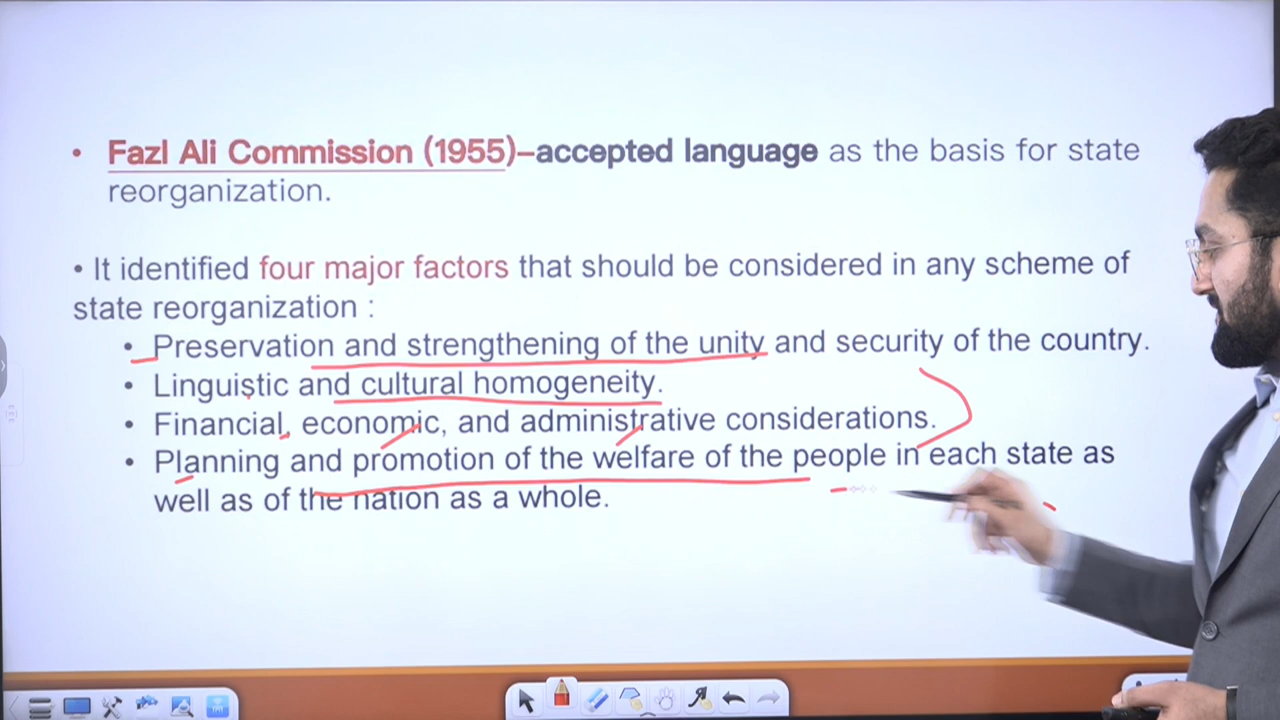 • Fazl Ali Commission (1955)–accepted language as the basis for state
reorganization.
• It identified four major factors that should be considered in any scheme of
state reorganization :
• Preservation and strengthening of the unity and security of the country.
• Linguistic and cultural homogeneity.
• Financial, economic, and administrative considerations.
• Planning and promotion of the welfare of the people in each state as
well as of the nation as a whole.